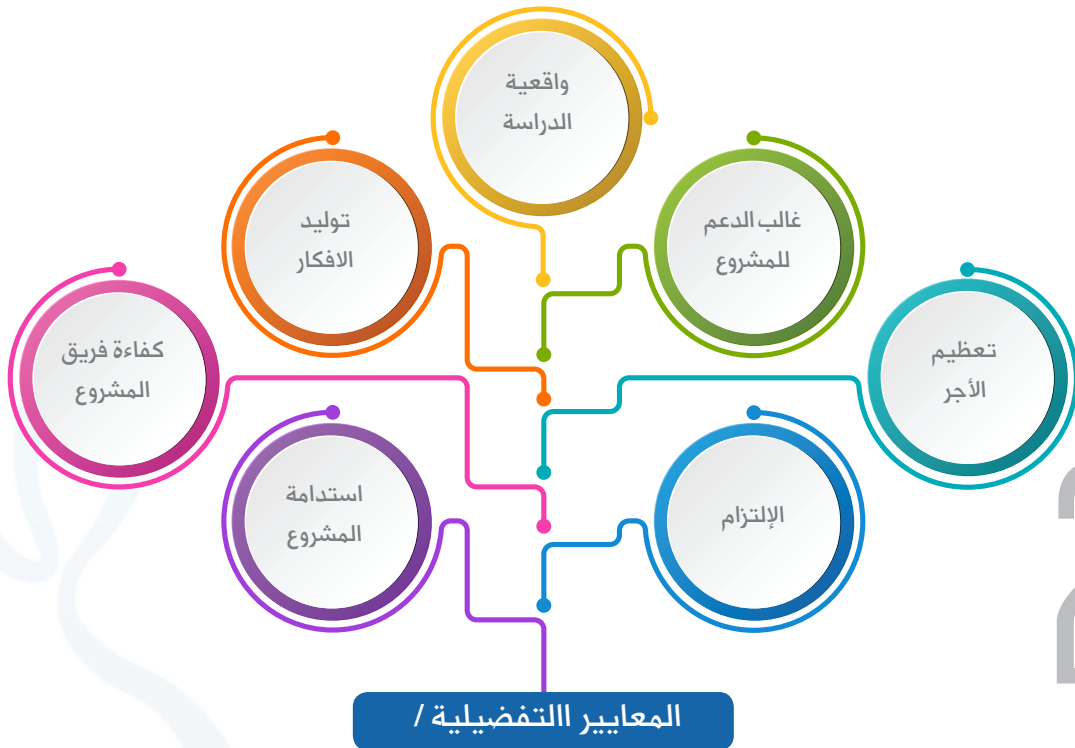 واقعية
الدراسة
غالب الدعم
للمشروع
توليد
الافكار
تعظيم
الأجر
كفاءة فريق
المشروع
الإلتزام
استدامة
المشروع
المعايير االتفضيلية /